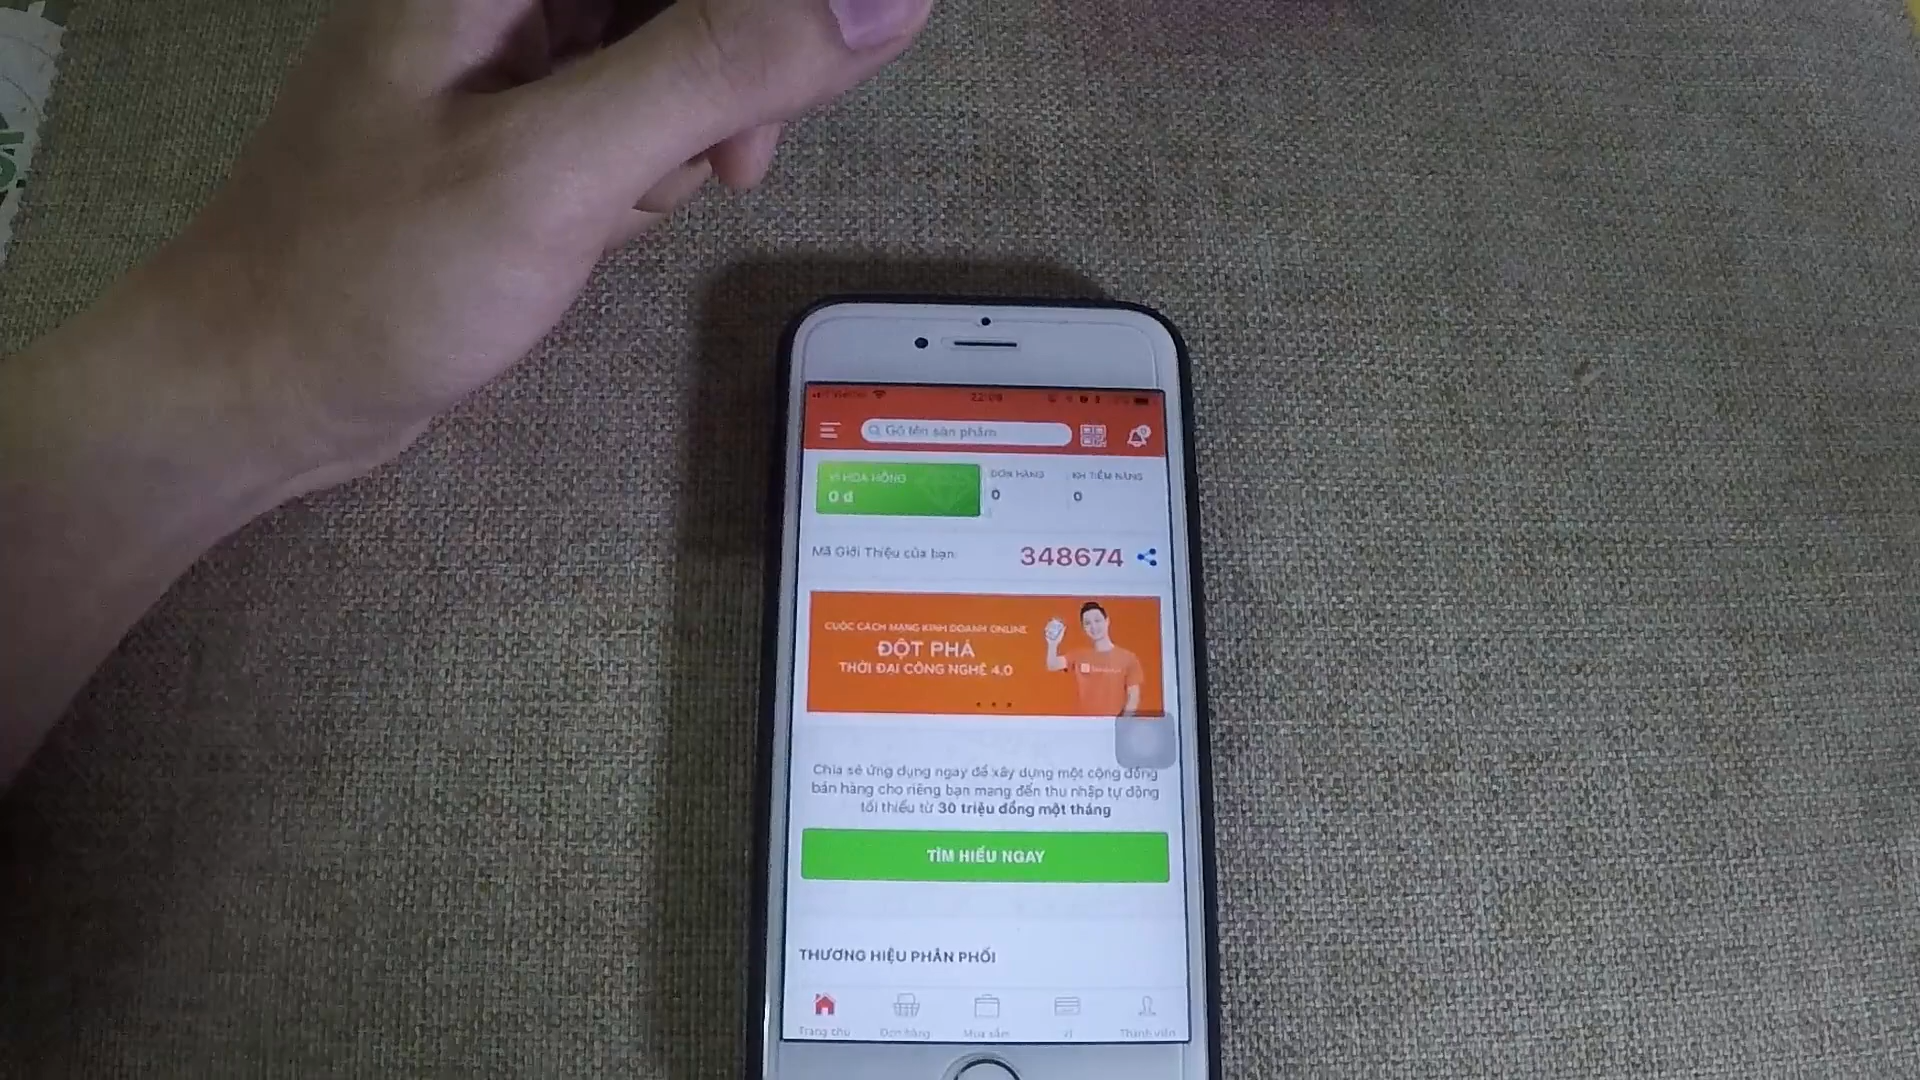 22:08
Gõ tên sản phẩm
VÍ HOA HỒNG
0 đ
ĐƠN HÀNG
0
KH TIỀM NĂNG
0
Mã Giới Thiệu của bạn:
348674
CUỘC CÁCH MẠNG KINH DOANH ONLINE
ĐỘT PHÁ
THỜI ĐẠI CÔNG NGHỆ 4.0
Chia sẻ ứng dụng ngay để xây dựng một cộng đồng
bán hàng cho riêng bạn mang đến thu nhập tự động
tối thiểu từ 30 triệu đồng một tháng
TÌM HIỂU NGAY
THƯƠNG HIỆU PHÂN PHỐI
Trang chủ
Đơn hàng
Mua sắm
Ví
Thành viên